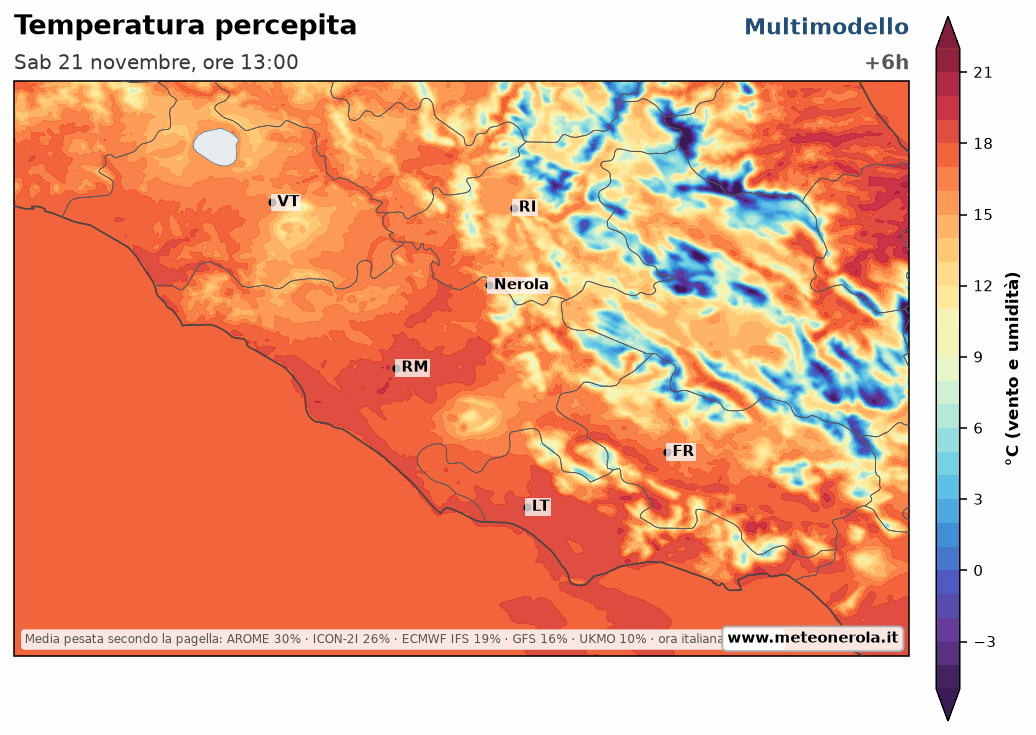 Temperatura percepita
Multimodello
Sab 21 novembre, ore 13:00
+6h
VT
RI
Nerola
RM
FR
LT
Media pesata secondo la pagella: AROME 30% · ICON-2I 26% · ECMWF IFS 19% · GFS 16% · UKMO 10% · ora italiana
www.meteonerola.it
21
18
15
12
9
6
3
0
−3
°C (vento e umidità)